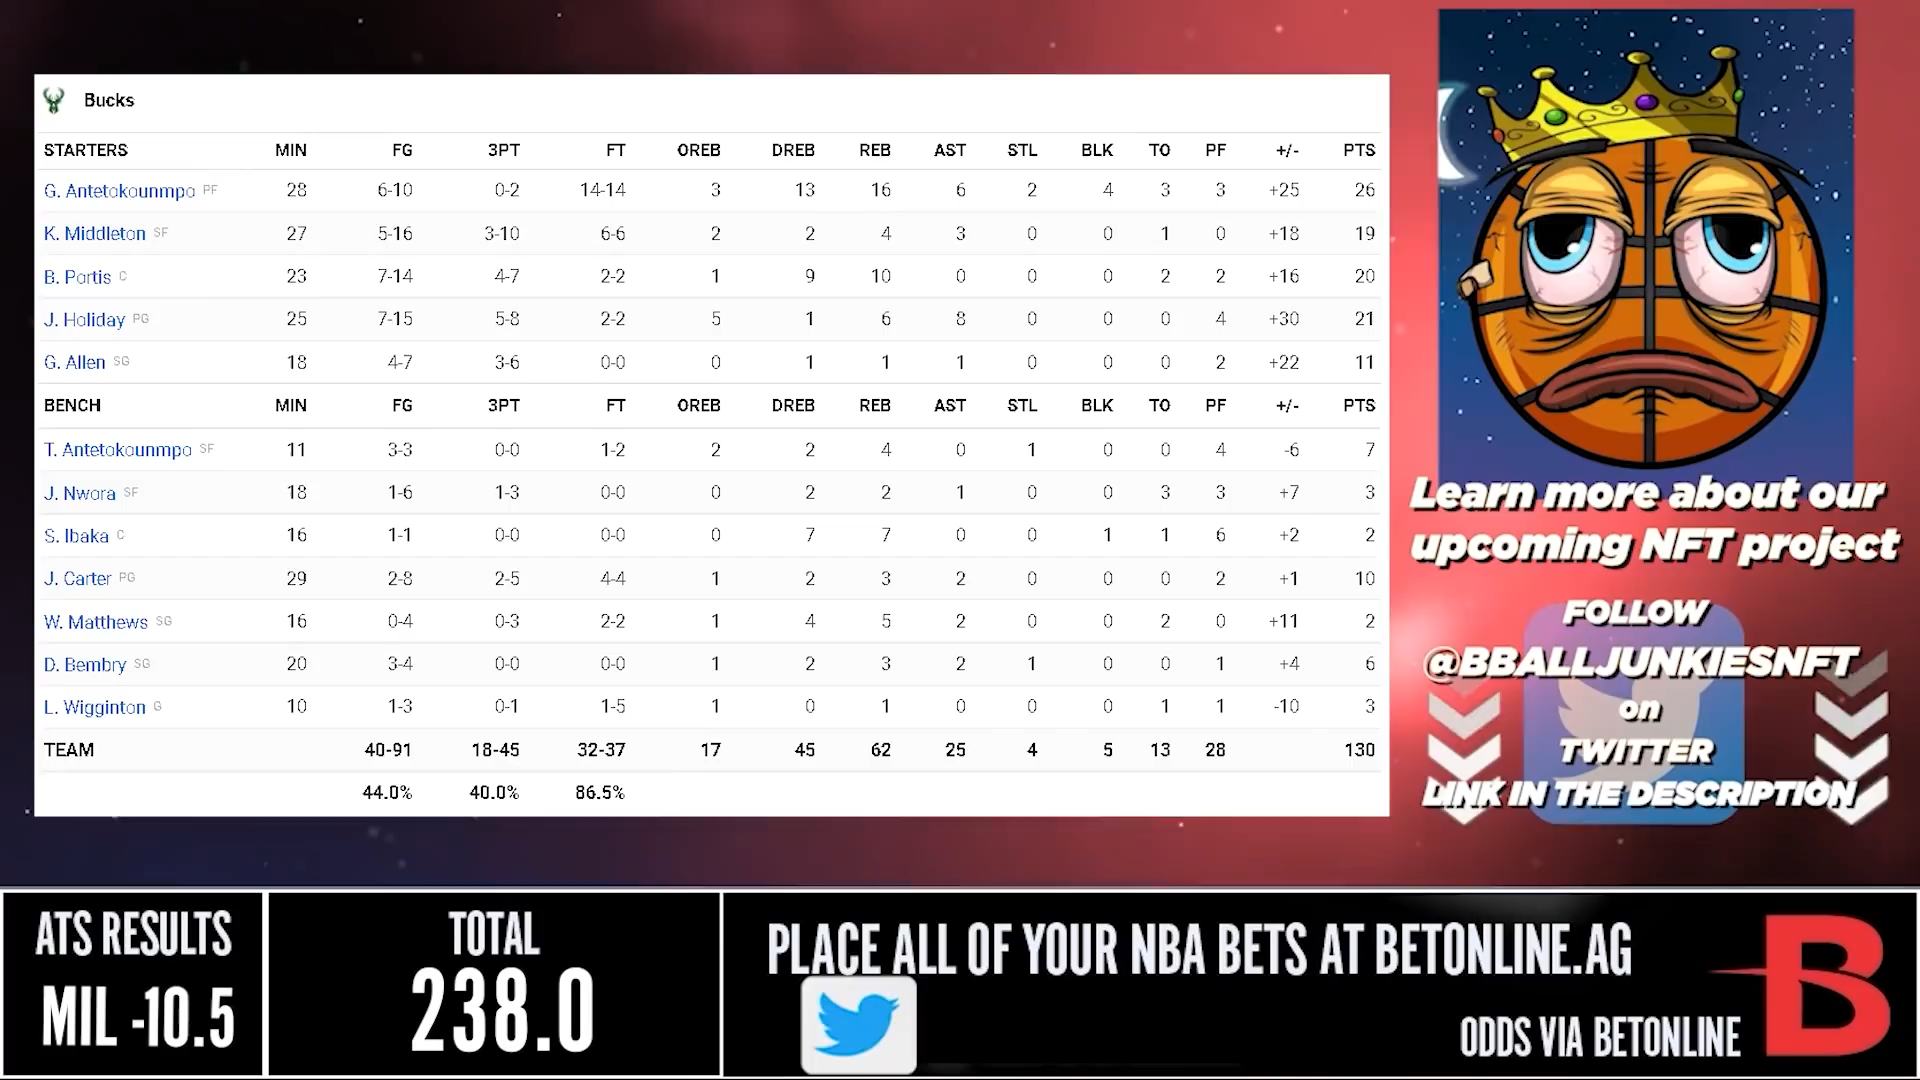 Bucks
STARTERS MIN FG 3PT FT OREB DREB REB AST STL BLK TO PF +/- PTS
G. Antetokounmpo PF 28 6-10 0-2 14-14 3 13 16 6 2 4 3 3 +25 26
K. Middleton SF 27 5-16 3-10 6-6 2 2 4 3 0 0 1 0 +18 19
B. Portis C 23 7-14 4-7 2-2 1 9 10 0 0 0 2 2 +16 20
J. Holiday PG 25 7-15 5-8 2-2 5 1 6 8 0 0 0 4 +30 21
G. Allen SG 18 4-7 3-6 0-0 0 1 1 1 0 0 0 2 +22 11
BENCH MIN FG 3PT FT OREB DREB REB AST STL BLK TO PF +/- PTS
T. Antetokounmpo SF 11 3-3 0-0 1-2 2 2 4 0 1 0 0 4 -6 7
J. Nwora SF 18 1-6 1-3 0-0 0 2 2 1 0 0 3 3 +7 3
S. Ibaka C 16 1-1 0-0 0-0 0 7 7 0 0 1 1 6 +2 2
J. Carter PG 29 2-8 2-5 4-4 1 2 3 2 0 0 0 2 +1 10
W. Matthews SG 16 0-4 0-3 2-2 1 4 5 2 0 0 2 0 +11 2
D. Bembry SG 20 3-4 0-0 0-0 1 2 3 2 1 0 0 1 +4 6
L. Wigginton G 10 1-3 0-1 1-5 1 0 1 0 0 0 1 1 -10 3
TEAM 40-91 18-45 32-37 17 45 62 25 4 5 13 28 130
44.0% 40.0% 86.5%
Learn more about our
upcoming NFT project
FOLLOW
@BBALLJUNKIESNFT
on
TWITTER
LINK IN THE DESCRIPTION
ATS RESULTS
MIL -10.5
TOTAL
238.0
PLACE ALL OF YOUR NBA BETS AT BETONLINE.AG
ODDS VIA BETONLINE
B